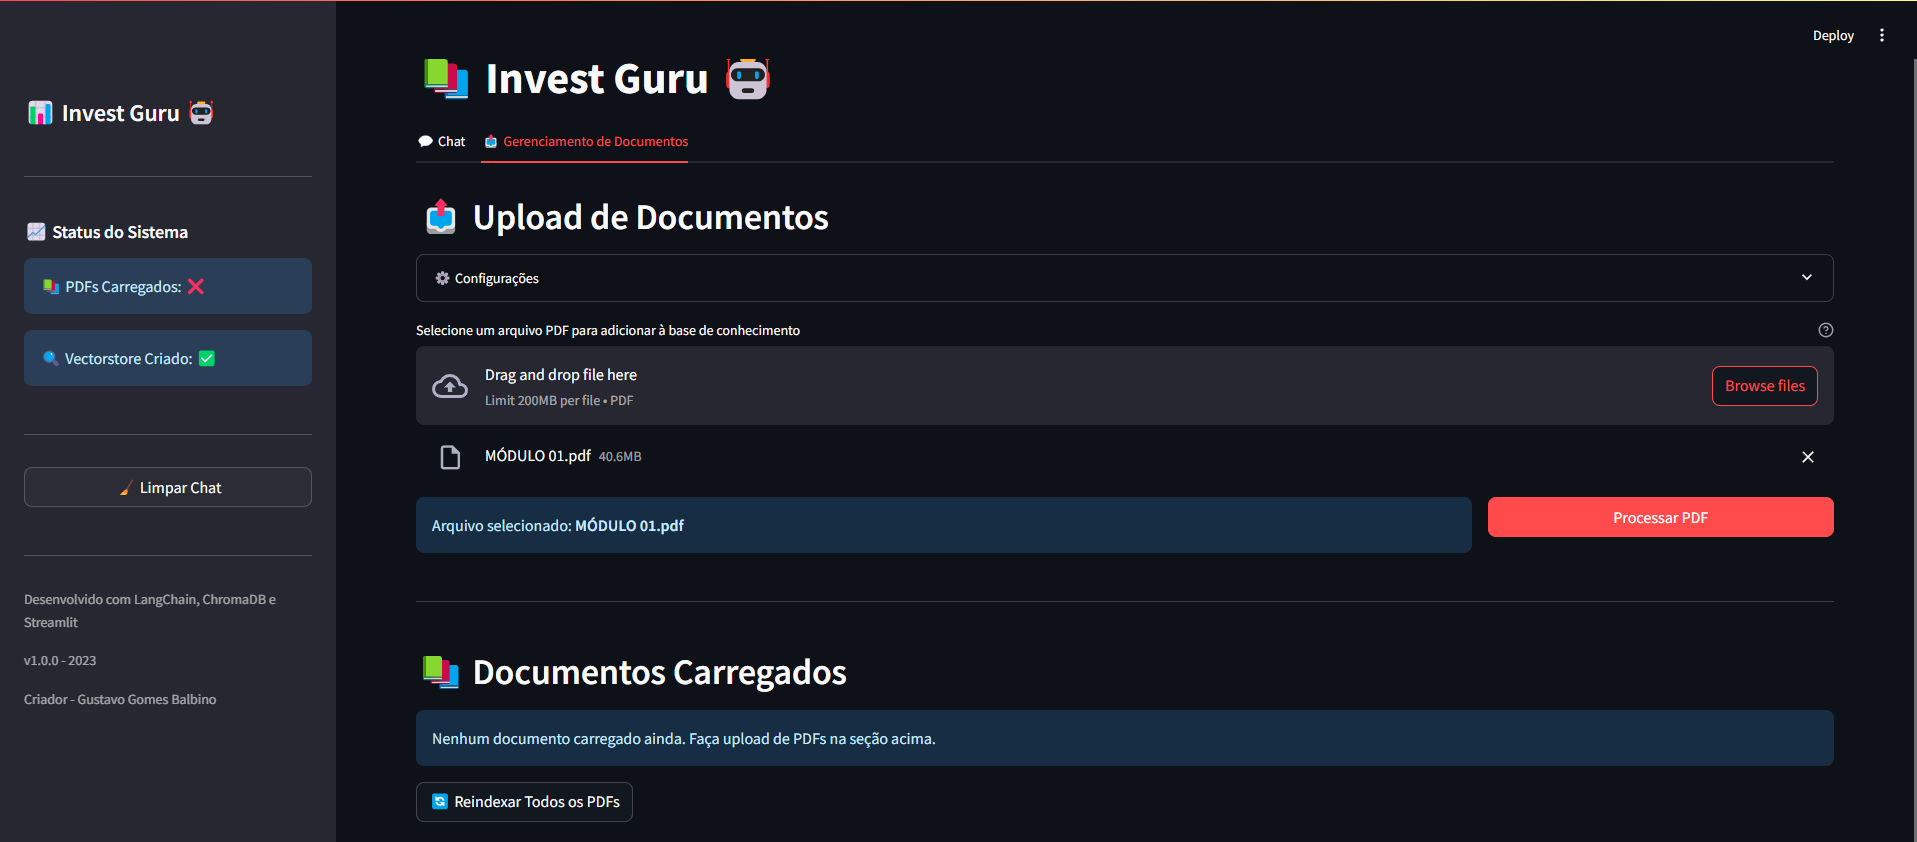 Deploy
Invest Guru
Status do Sistema
PDFs Carregados:
Vectorstore Criado:
Limpar Chat
Desenvolvido com LangChain, ChromaDB e
Streamlit
v1.0.0 - 2023
Criador - Gustavo Gomes Balbino
Invest Guru
Chat
Gerenciamento de Documentos
Upload de Documentos
Configurações
Selecione um arquivo PDF para adicionar à base de conhecimento
Drag and drop file here
Limit 200MB per file • PDF
Browse files
MÓDULO 01.pdf 40.6MB
Arquivo selecionado: MÓDULO 01.pdf
Processar PDF
Documentos Carregados
Nenhum documento carregado ainda. Faça upload de PDFs na seção acima.
Reindexar Todos os PDFs